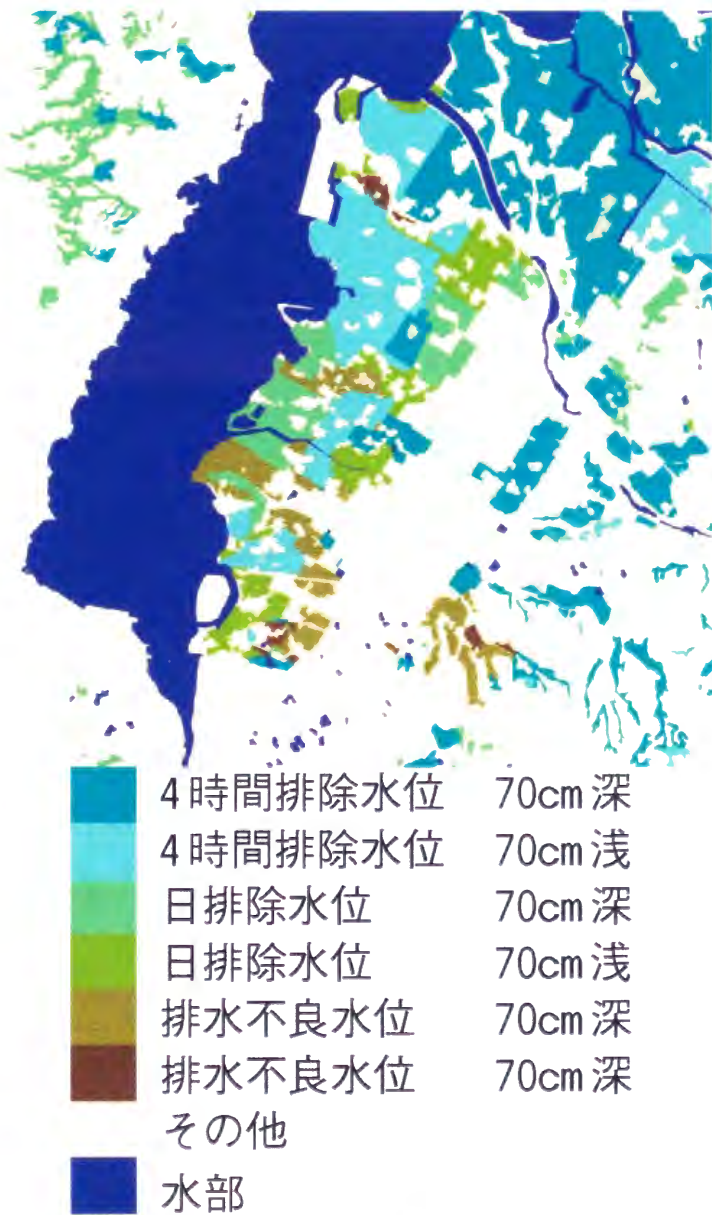 4時間排除水位 70cm深
4時間排除水位 70cm浅
日排除水位 70cm深
日排除水位 70cm浅
排水不良水位 70cm深
排水不良水位 70cm深
その他
水部